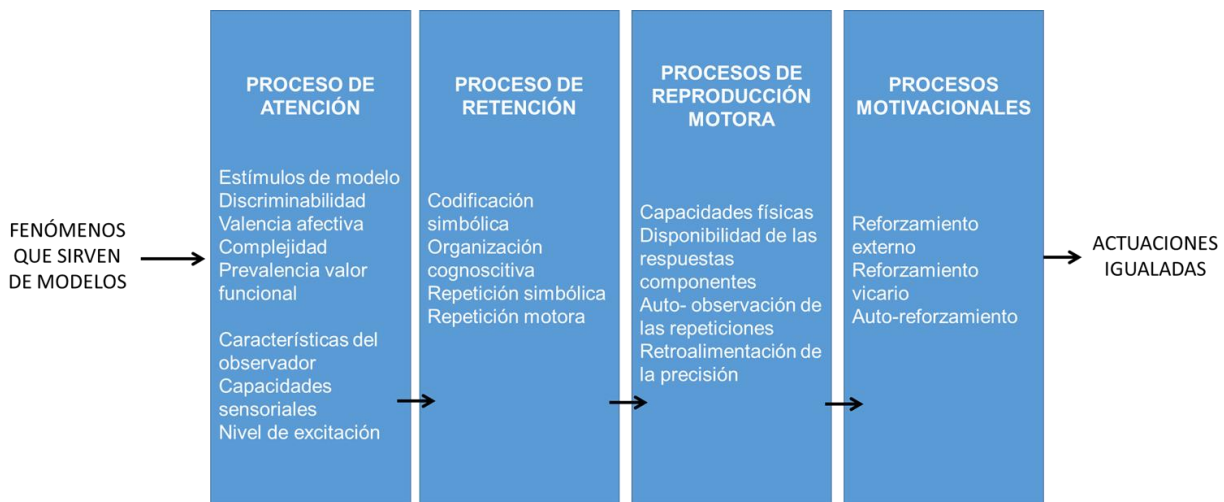 FENÓMENOS
QUE SIRVEN
DE MODELOS
PROCESO DE
ATENCIÓN
Estímulos de modelo
Discriminabilidad
Valencia afectiva
Complejidad
Prevalencia valor
funcional
Características del
observador
Capacidades
sensoriales
Nivel de excitación
PROCESO DE
RETENCIÓN
Codificación
simbólica
Organización
cognoscitiva
Repetición simbólica
Repetición motora
PROCESOS DE
REPRODUCCIÓN
MOTORA
Capacidades físicas
Disponibilidad de las
respuestas
componentes
Auto- observación de
las repeticiones
Retroalimentación de
la precisión
PROCESOS
MOTIVACIONALES
Reforzamiento
externo
Reforzamiento
vicario
Auto-reforzamiento
ACTUACIONES
IGUALADAS